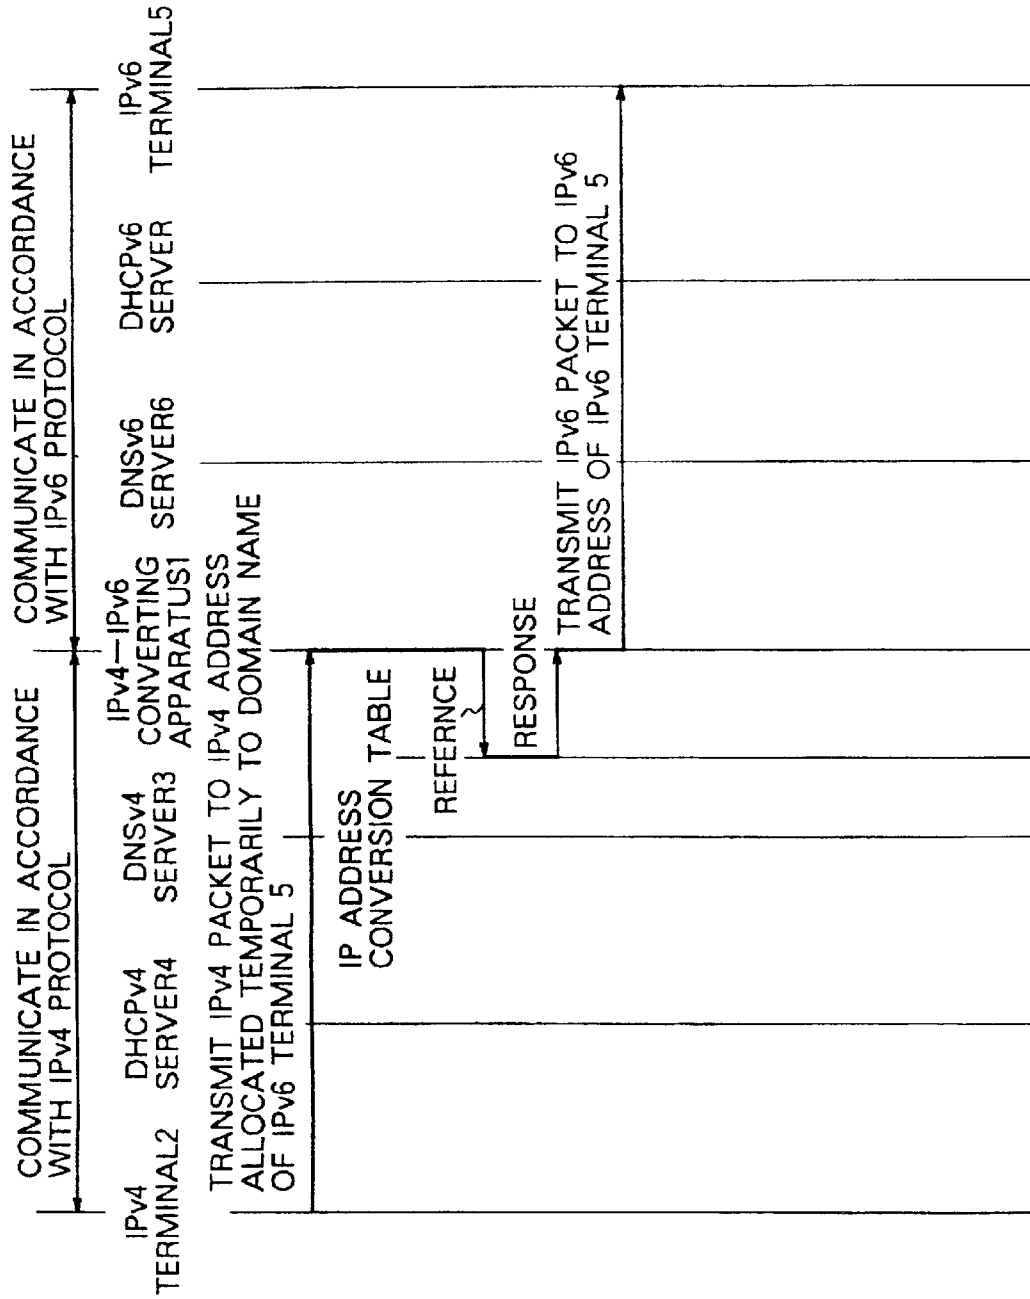 COMMUNICATE IN ACCORDANCE
WITH IPv4 PROTOCOL
COMMUNICATE IN ACCORDANCE
WITH IPv6 PROTOCOL
IPv4
TERMINAL2
DHCPv4
SERVER4
DNSv4
SERVER3
IPv4—IPv6
CONVERTING
APPARATUS1
DNSv6
SERVER6
DHCPv6
SERVER
IPv6
TERMINAL5
TRANSMIT IPv4 PACKET TO IPv4 ADDRESS
ALLOCATED TEMPORARILY TO DOMAIN NAME
OF IPv6 TERMINAL 5
IP ADDRESS
CONVERSION TABLE
REFERNCE
RESPONSE
TRANSMIT IPv6 PACKET TO IPv6
ADDRESS OF IPv6 TERMINAL 5